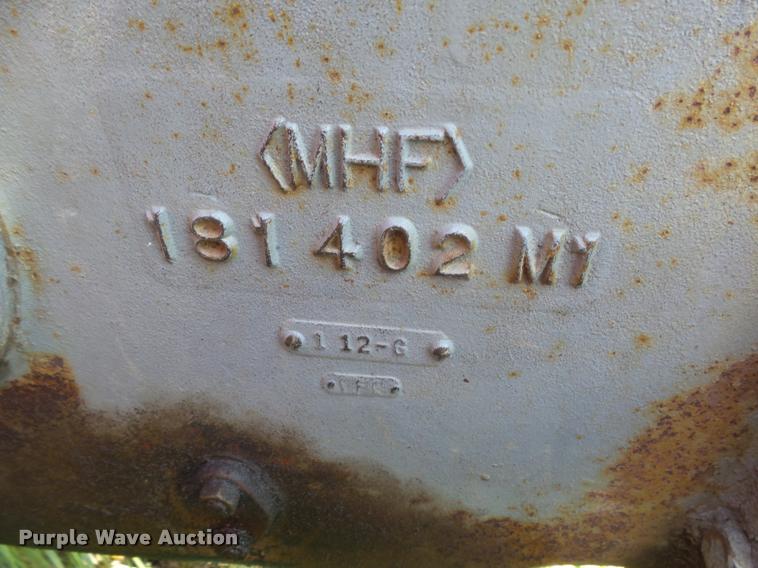 <MHF>
181 402 M1
1 12-G
Purple Wave Auction